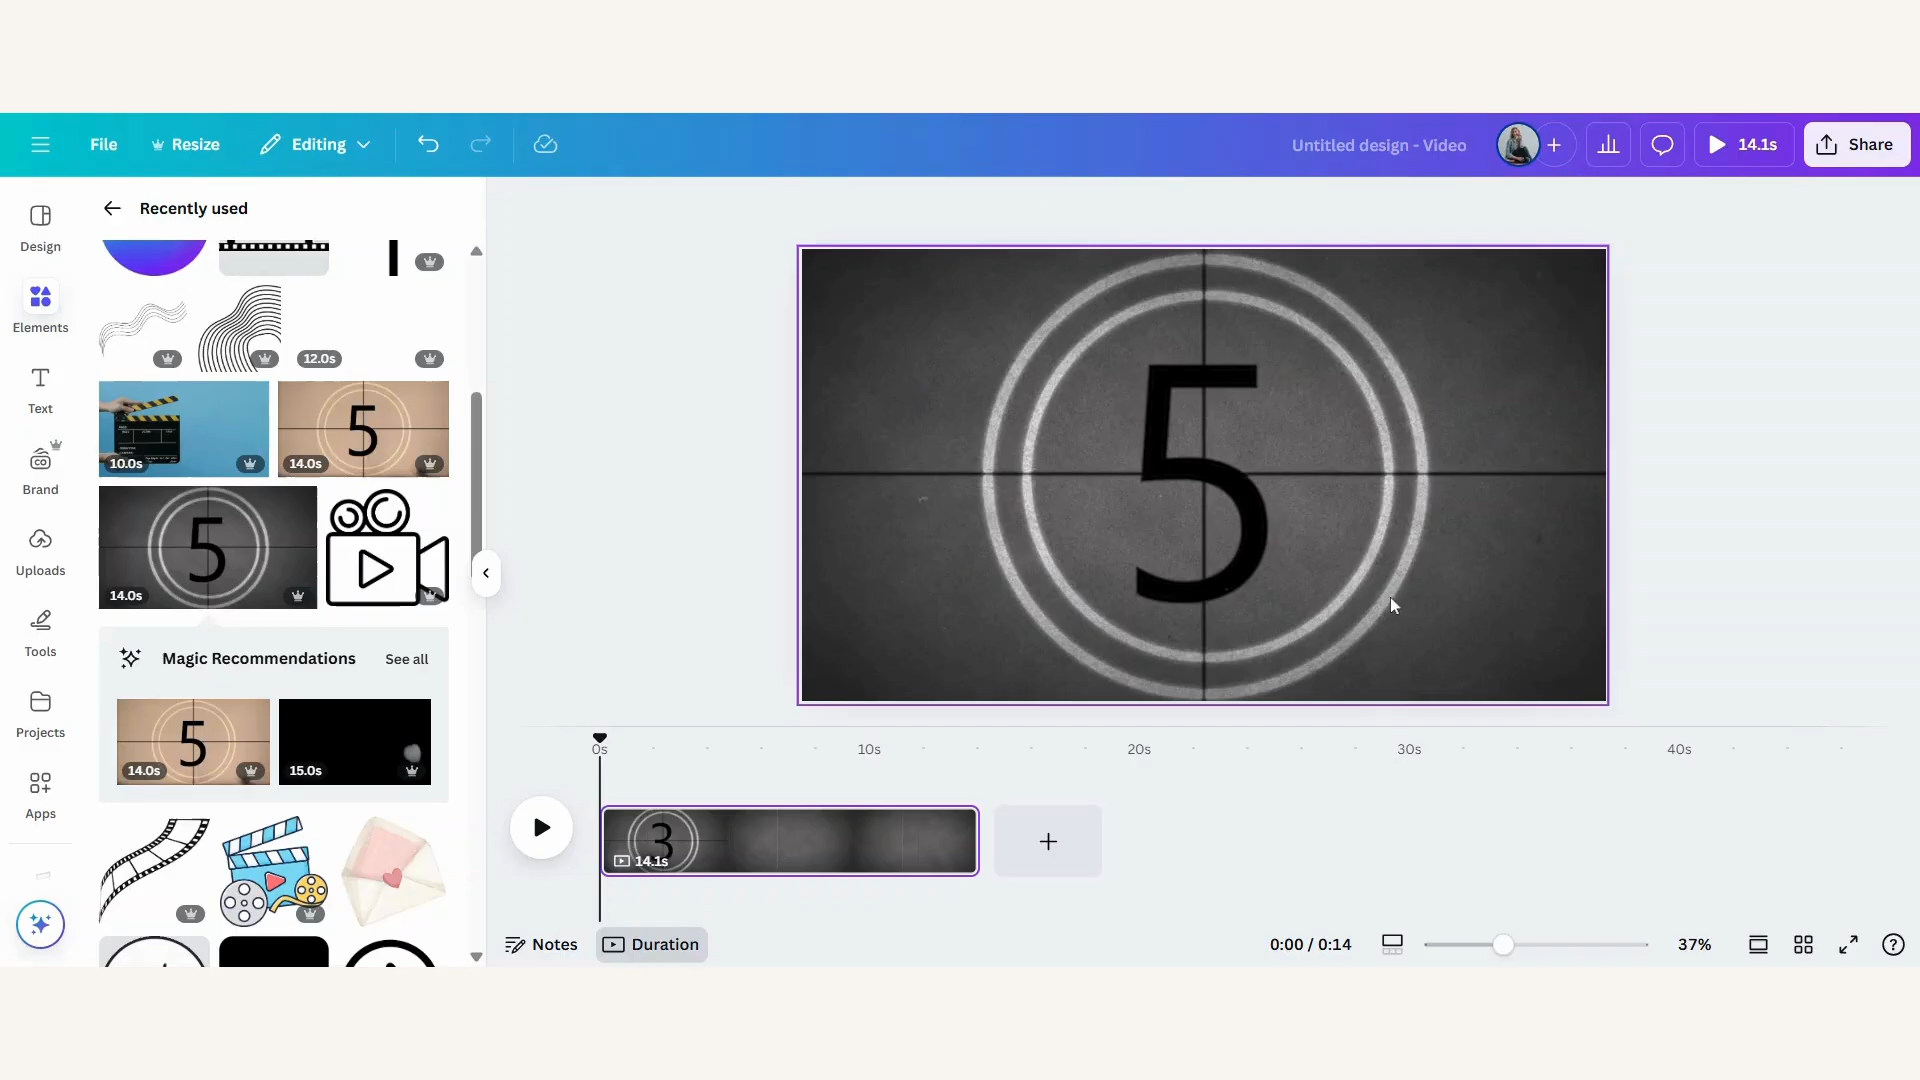 File
Resize
Editing
Untitled design - Video
14.1s
Share
Design
Elements
Text
Brand
Uploads
Tools
Projects
Apps
Recently used
12.0s
10.0s
5
14.0s
5
14.0s
Magic Recommendations
See all
5
14.0s
15.0s
5
0s
10s
20s
30s
40s
3
14.1s
Notes
Duration
0:00 / 0:14
37%